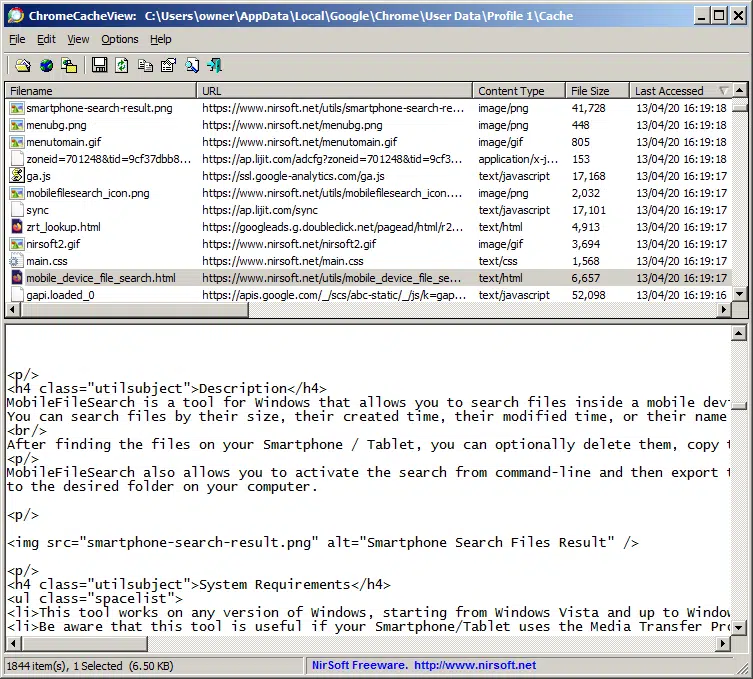 ChromeCacheView: C:\Users\owner\AppData\Local\Google\Chrome\User Data\Profile 1\Cache
File Edit View Options Help
Filename URL Content Type File Size Last Accessed
smartphone-search-result.png https://www.nirsoft.net/utils/smartphone-search-re... image/png 41,728 13/04/20 16:19:18
menubg.png https://www.nirsoft.net/menubg.png image/png 448 13/04/20 16:19:18
menutomain.gif https://www.nirsoft.net/menutomain.gif image/gif 805 13/04/20 16:19:18
zoneid=701248&tid=9cf37dbb8... https://ap.lijit.com/adcfg?zoneid=701248&tid=9cf3... application/x-j... 153 13/04/20 16:19:18
ga.js https://ssl.google-analytics.com/ga.js text/javascript 17,168 13/04/20 16:19:17
mobilefilesearch_icon.png https://www.nirsoft.net/utils/mobilefilesearch_icon.... image/png 2,032 13/04/20 16:19:17
sync https://ap.lijit.com/sync text/javascript 17,101 13/04/20 16:19:17
zrt_lookup.html https://googleads.g.doubleclick.net/pagead/html/r2... text/html 4,913 13/04/20 16:19:17
nirsoft2.gif https://www.nirsoft.net/nirsoft2.gif image/gif 3,694 13/04/20 16:19:17
main.css https://www.nirsoft.net/main.css text/css 1,568 13/04/20 16:19:17
mobile_device_file_search.html https://www.nirsoft.net/utils/mobile_device_file_se... text/html 6,657 13/04/20 16:19:17
gapi.loaded_0 https://apis.google.com/_/scs/abc-static/_/js/k=gap... text/javascript 52,098 13/04/20 16:19:16
<p/>
<h4 class="utilsubject">Description</h4>
MobileFileSearch is a tool for Windows that allows you to search files inside a mobile
You can search files by their size, their created time, their modified time, or their name
<br/>
After finding the files on your Smartphone / Tablet, you can optionally delete them, copy
<p/>
MobileFileSearch also allows you to activate the search from command-line and then export
to the desired folder on your computer.
<p/>
<img src="smartphone-search-result.png" alt="Smartphone Search Files Result" />
<p/>
<h4 class="utilsubject">System Requirements</h4>
<ul class="spacelist">
<li>This tool works on any version of Windows, starting from Windows Vista and up to
<li>Be aware that this tool is useful if your Smartphone/Tablet uses the Media Transfer
1844 item(s), 1 Selected (6.50 KB) NirSoft Freeware. http://www.nirsoft.net